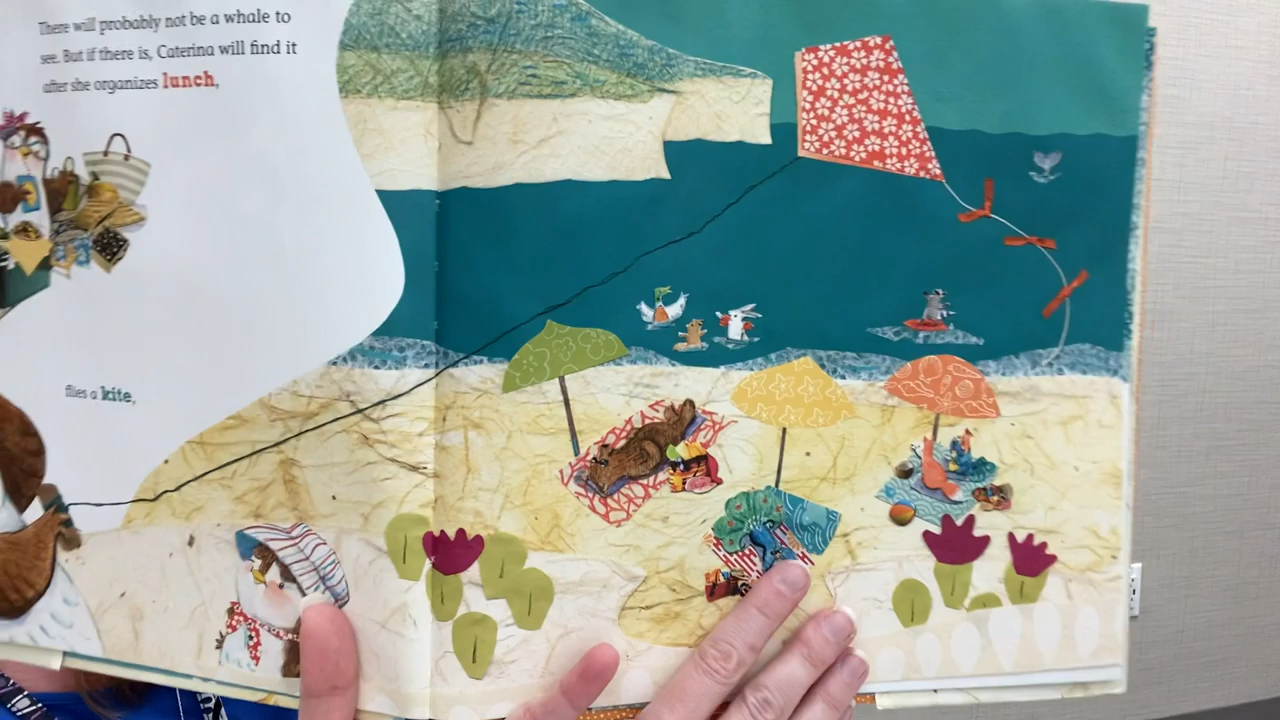 There will probably not be a whale to
see. But if there is, Caterina will find it
after she organizes lunch,
flies a kite,